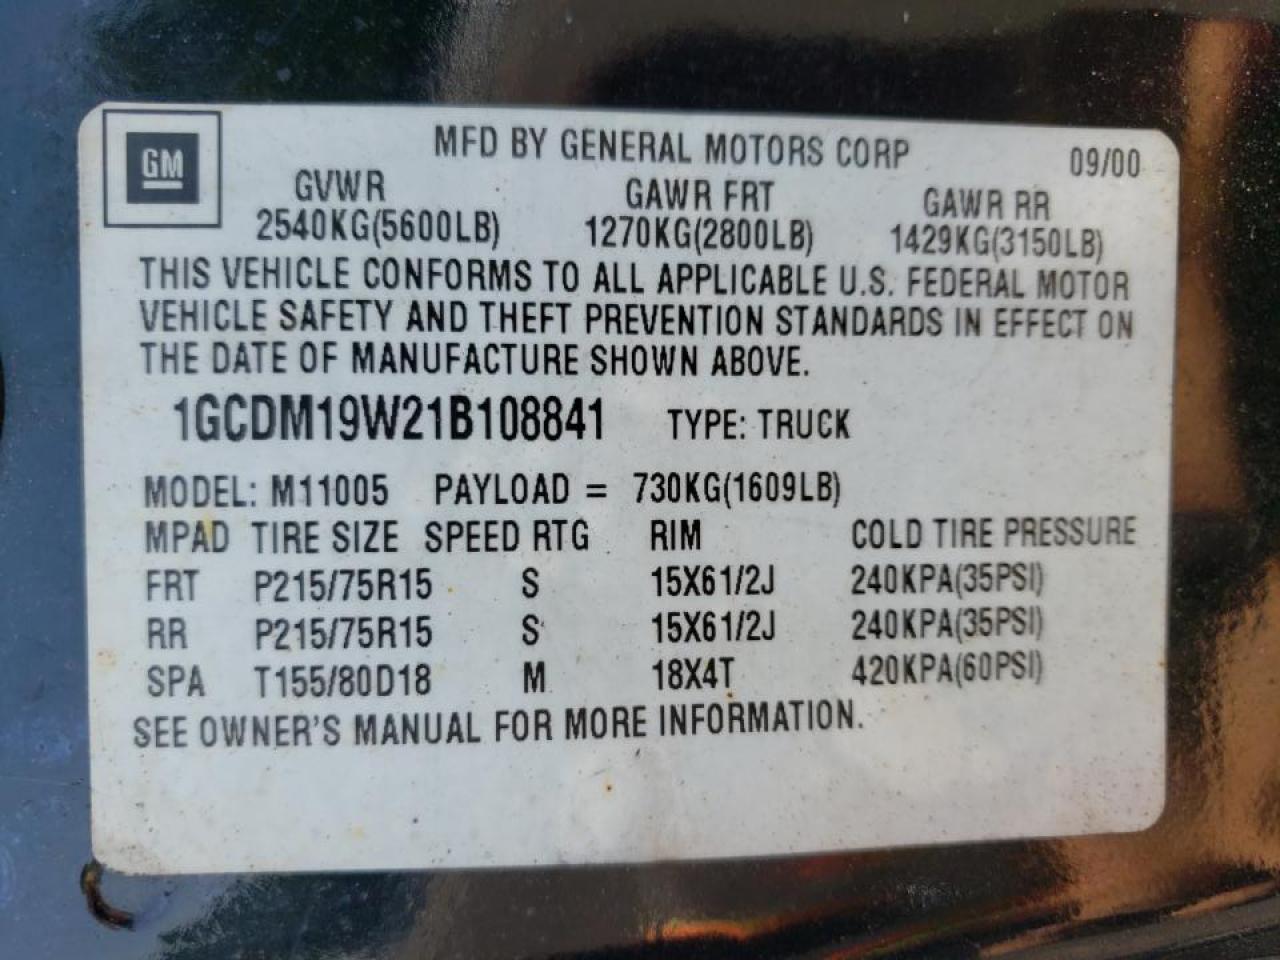 GM
MFD BY GENERAL MOTORS CORP 09/00
GVWR GAWR FRT GAWR RR
2540KG(5600LB) 1270KG(2800LB) 1429KG(3150LB)
THIS VEHICLE CONFORMS TO ALL APPLICABLE U.S. FEDERAL MOTOR
VEHICLE SAFETY AND THEFT PREVENTION STANDARDS IN EFFECT ON
THE DATE OF MANUFACTURE SHOWN ABOVE.
1GCDM19W21B108841 TYPE: TRUCK
MODEL: M11005 PAYLOAD = 730KG(1609LB)
MPAD TIRE SIZE SPEED RTG RIM COLD TIRE PRESSURE
FRT P215/75R15 S 15X61/2J 240KPA(35PSI)
RR P215/75R15 S 15X61/2J 240KPA(35PSI)
SPA T155/80D18 M 18X4T 420KPA(60PSI)
SEE OWNER'S MANUAL FOR MORE INFORMATION.